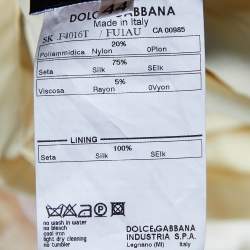 44
DOLCE&GABBANA
Made in Italy
SK .F4016T / FU1AU CA 00985
20%
Poliammidica Nylon 0Plon
75%
Seta Silk SElk
5%
Viscosa Rayon 0Vyon
LINING
100%
Seta Silk SElk
no wash in water
no bleach
cool iron
light dry cleaning
no tumbler
DOLCE&GABBANA
INDUSTRIA S.P.A.
Legnano (MI) Italy